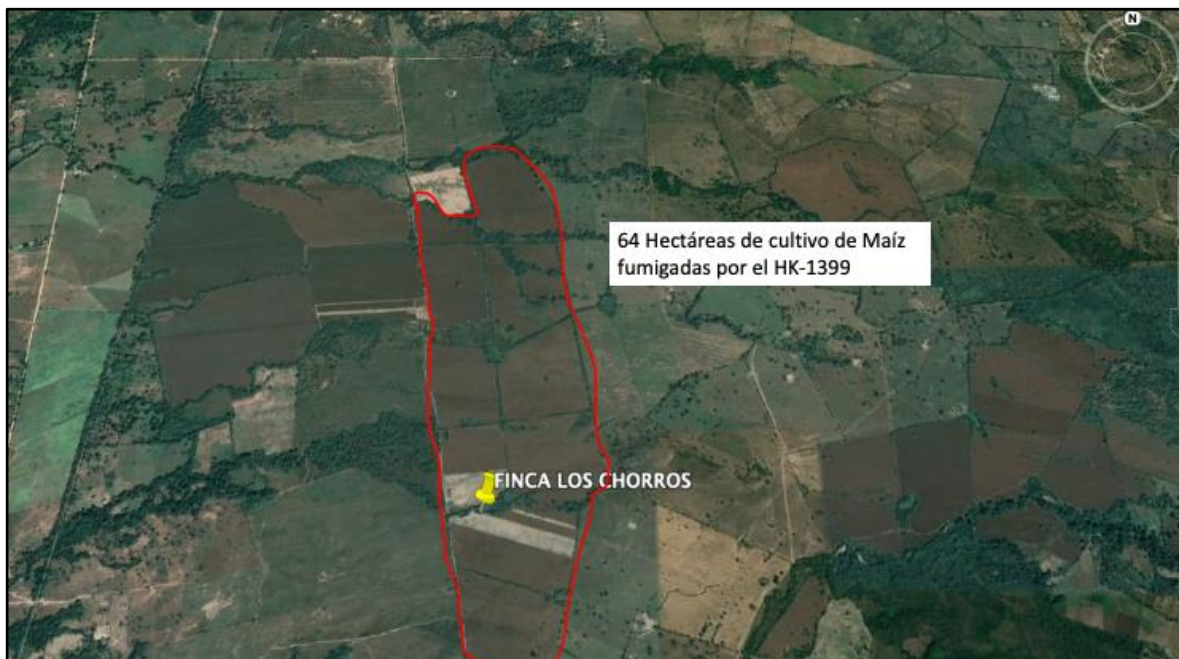 N
64 Hectáreas de cultivo de Maíz
fumigadas por el HK-1399
FINCA LOS CHORROS